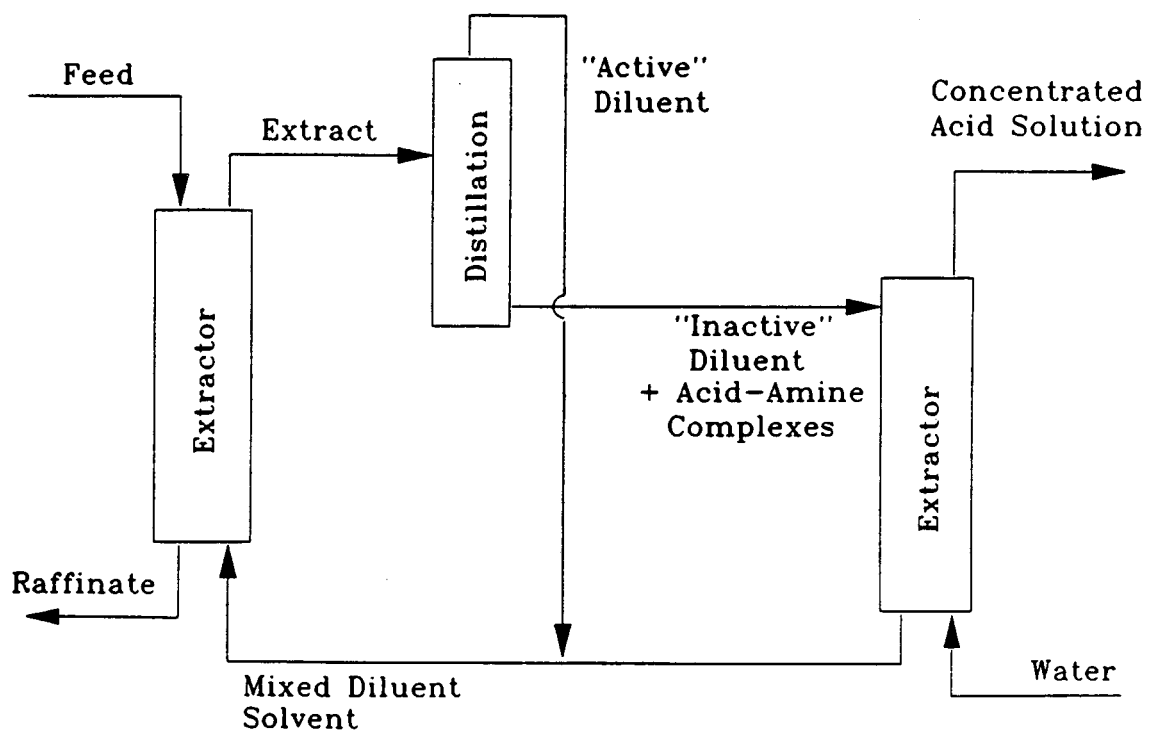 Feed
Extract
Distillation
"Active"
Diluent
Concentrated
Acid Solution
Extractor
"Inactive"
Diluent
+ Acid-Amine
Complexes
Extractor
Raffinate
Mixed Diluent
Solvent
Water